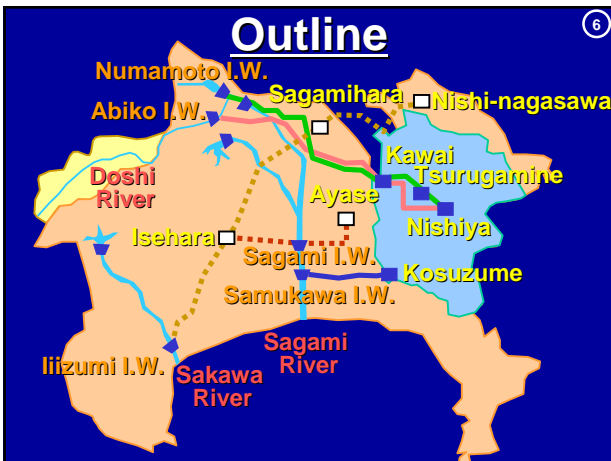 Outline
6
Numamoto I.W.
Sagamihara
Nishi-nagasawa
Abiko I.W.
Kawai
Tsurugamine
Doshi
River
Ayase
Isehara
Nishiya
Sagami I.W.
Kosuzume
Samukawa I.W.
Iiizumi I.W.
Sakawa
River
Sagami
River